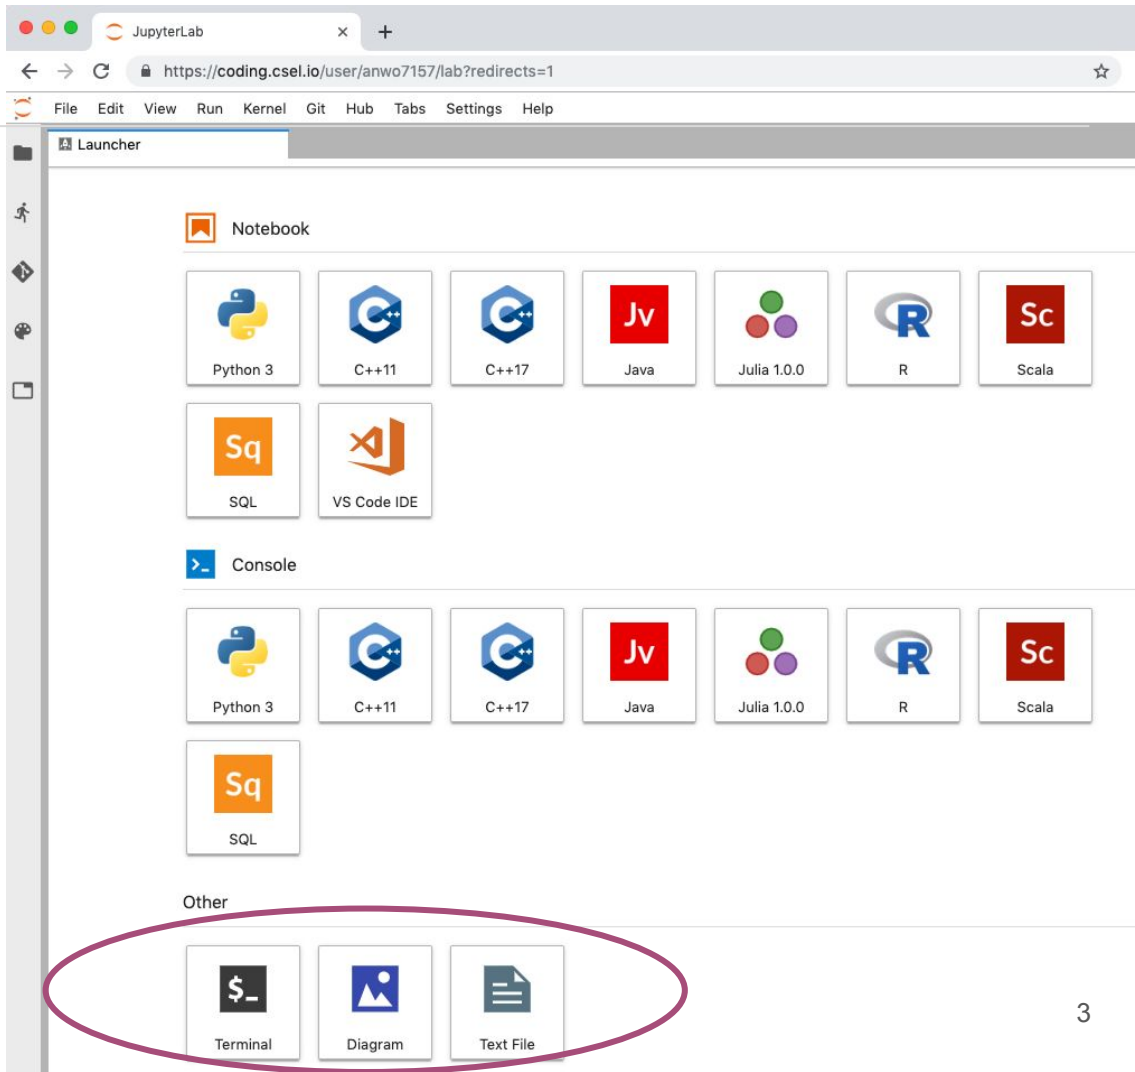 JupyterLab
https://coding.csel.io/user/anwo7157/lab?redirects=1
File Edit View Run Kernel Git Hub Tabs Settings Help
Launcher
Notebook
C++ C++ Jv R Sc
Python 3 C++11 C++17 Java Julia 1.0.0 R Scala
Sq
SQL VS Code IDE
>_ Console
C++ C++ Jv R Sc
Python 3 C++11 C++17 Java Julia 1.0.0 R Scala
Sq
SQL
Other
$_
3
Terminal Diagram Text File